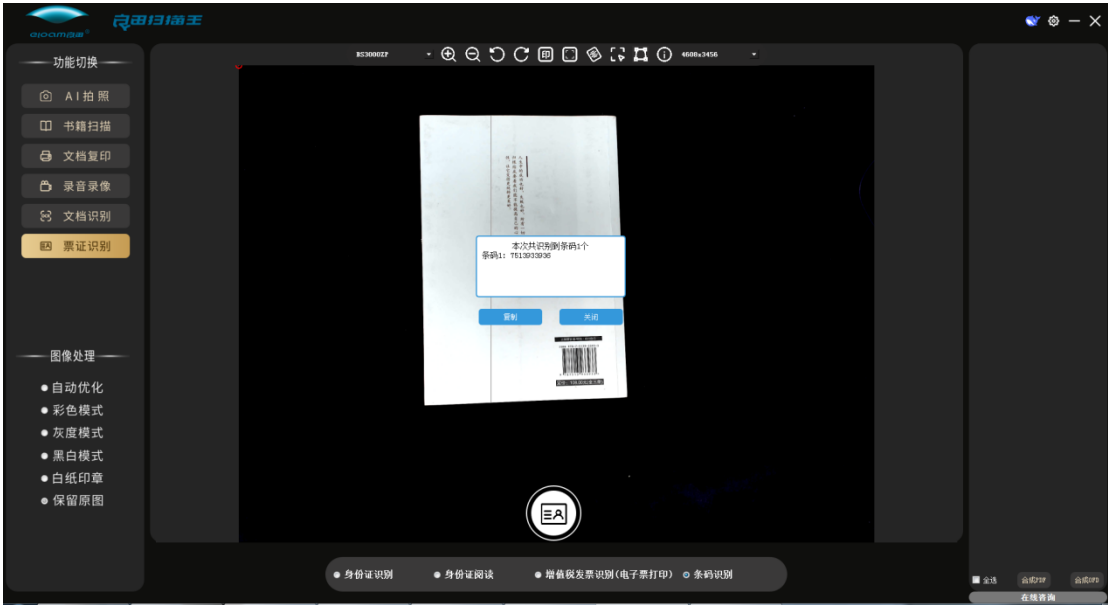 良田扫描王
BS3000ZF
4608x3456
功能切换
AI拍照
书籍扫描
文档复印
录音录像
文档识别
票证识别
本次共识别到条码1个
条码1: 7513933936
复制
关闭
图像处理
自动优化
彩色模式
灰度模式
黑白模式
白纸印章
保留原图
身份证识别
身份证阅读
增值税发票识别(电子票打印)
条码识别
全选
合成PDF
合成OFD
在线咨询